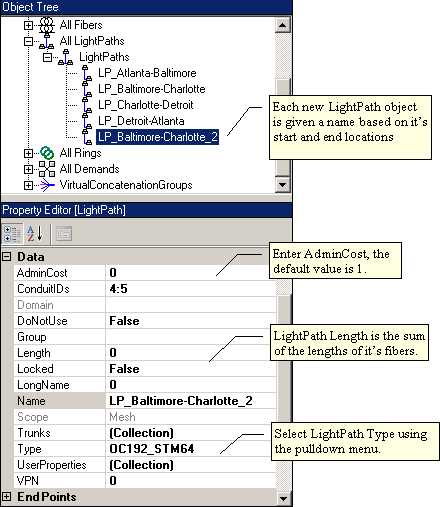 Object Tree
All Fibers
All LightPaths
LightPaths
LP_Atlanta-Baltimore
LP_Baltimore-Charlotte
LP_Charlotte-Detroit
LP_Detroit-Atlanta
LP_Baltimore-Charlotte_2
All Rings
All Demands
VirtualConcatenationGroups
Each new LightPath object
is given a name based on it's
start and end locations
Property Editor [LightPath]
A
Z
Data
AdminCost 0
ConduitIDs 4:5
Domain
DoNotUse False
Group
Length 0
Locked False
LongName 0
Name LP_Baltimore-Charlotte_2
Scope Mesh
Trunks (Collection)
Type OC192_STM64
UserProperties (Collection)
VPN 0
End Points
Enter AdminCost, the
default value is 1.
LightPath Length is the sum
of the lengths of it's fibers.
Select LightPath Type using
the pulldown menu.